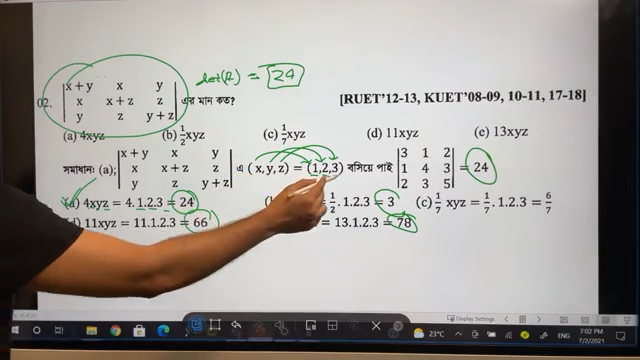 det(A) = 24
02. |x + y x y| 
|x x + z z| এর মান কত?
|y z y + z|
[RUET'12-13, KUET'08-09, 10-11, 17-18]
(a) 4xyz (b) 1/2 xyz (c) 1/7 xyz (d) 11xyz (e) 13xyz
সমাধানঃ (a); |x + y x y; x x + z z; y z y + z| এ (x, y, z) = (1,2,3) বসিয়ে পাই |3 1 2; 1 4 3; 2 3 5| = 24
(a) 4xyz = 4.1.2.3 = 24 1/2 . 1.2.3 = 3 (c) 1/7 xyz = 1/7 . 1.2.3 = 6/7
11xyz = 11.1.2.3 = 66 = 13.1.2.3 = 78
Display Settings
23°C
7:02 PM
7/2/2021